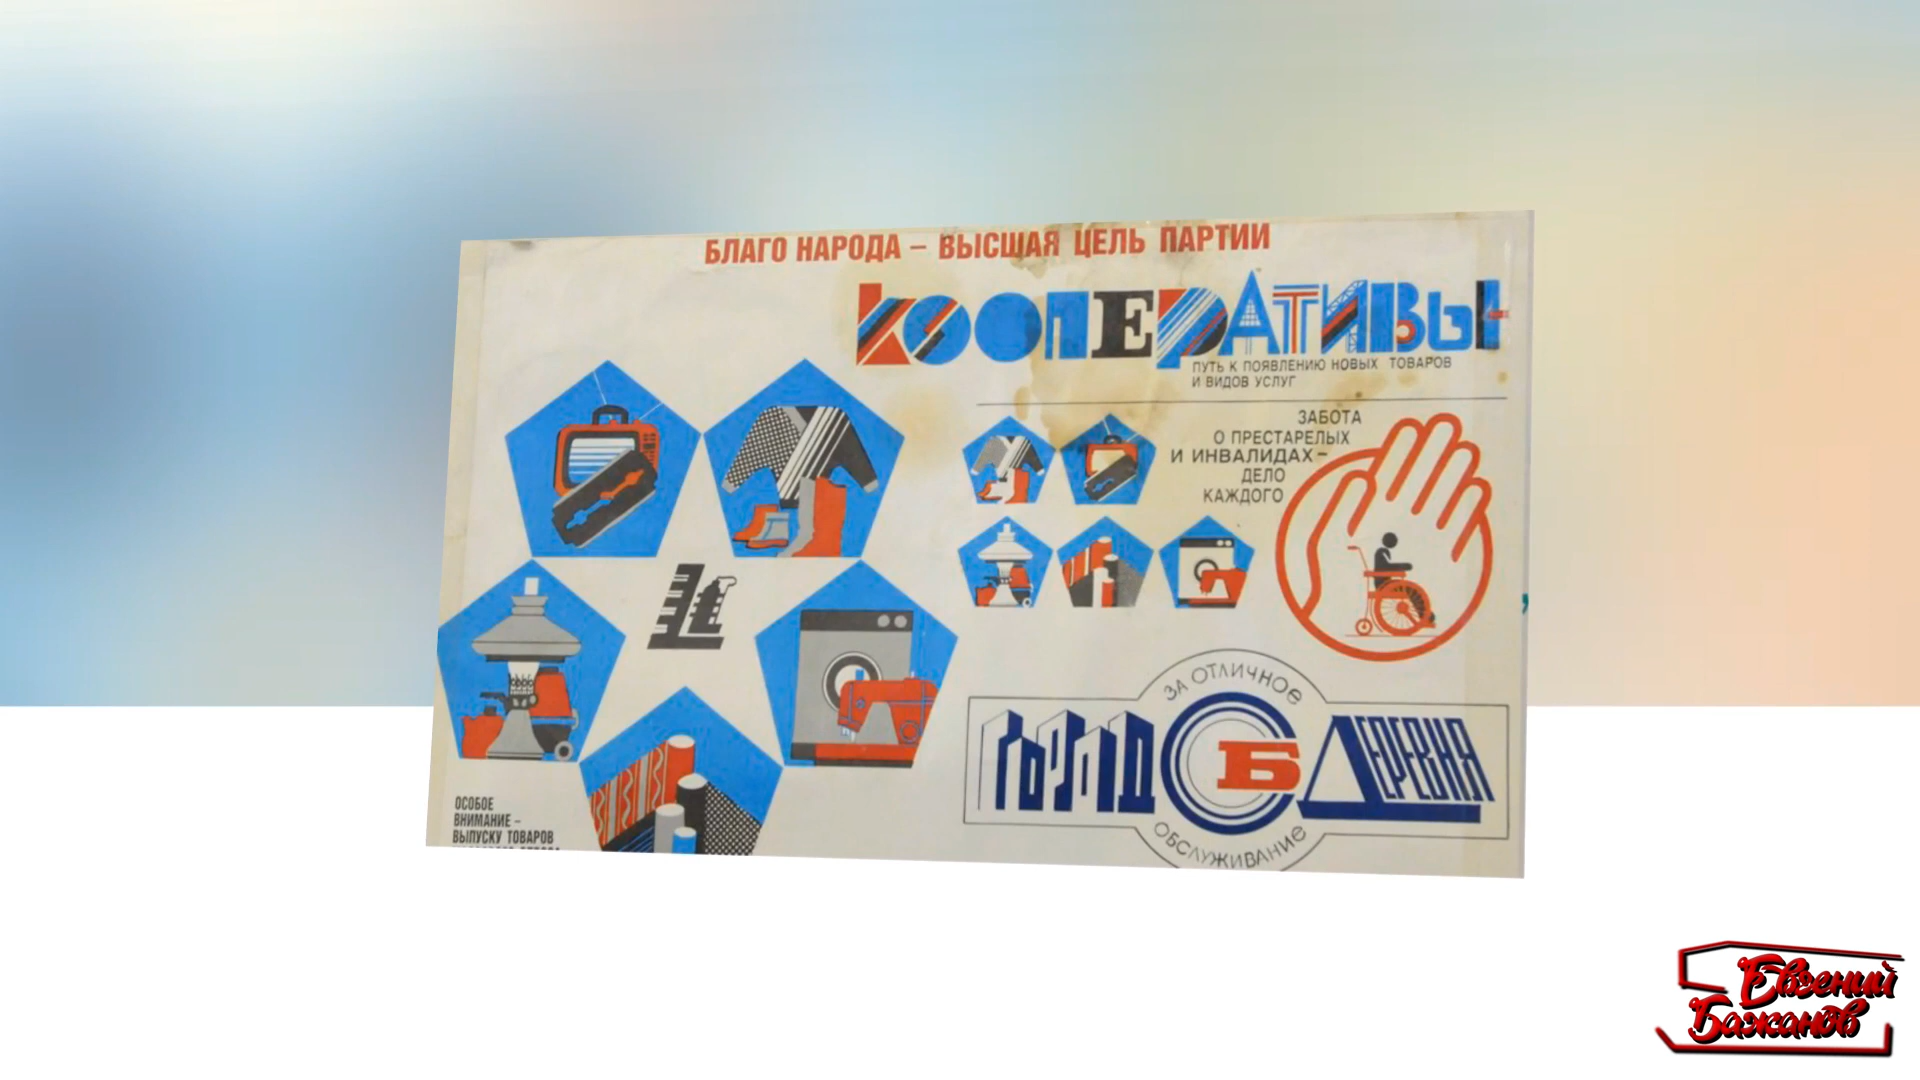 БЛАГО НАРОДА – ВЫСШАЯ ЦЕЛЬ ПАРТИИ
КООПЕРАТИВЫ
ПУТЬ К ПОЯВЛЕНИЮ НОВЫХ ТОВАРОВ
И ВИДОВ УСЛУГ
ЗАБОТА
О ПРЕСТАРЕЛЫХ
И ИНВАЛИДАХ –
ДЕЛО
КАЖДОГО
ЗА ОТЛИЧНОЕ
ГОРОД Б ДЕРЕВНЯ
ОБСЛУЖИВАНИЕ
ОСОБОЕ
ВНИМАНИЕ –
ВЫПУСКУ ТОВАРОВ
Евгений
Бажанов